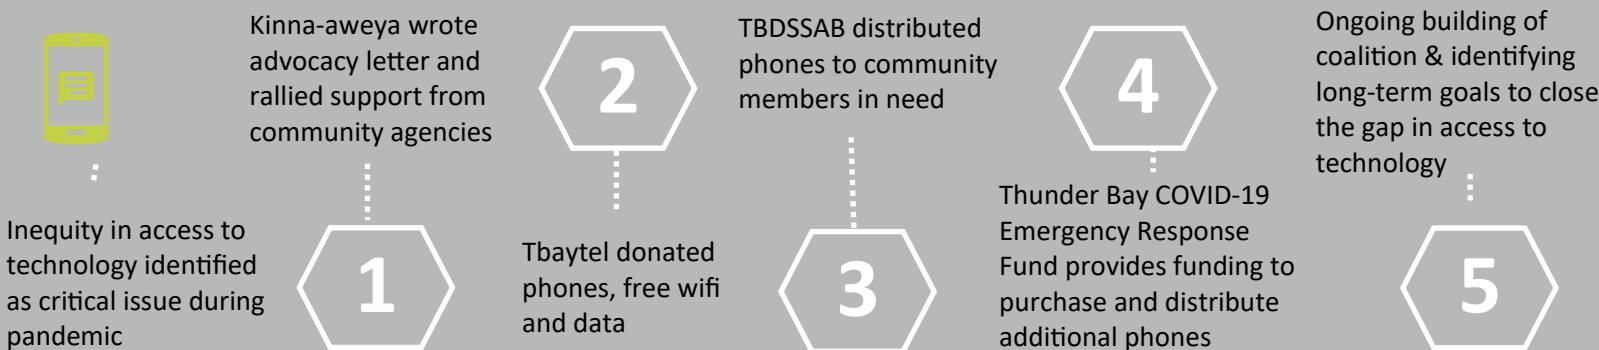 Inequity in access to
technology identified
as critical issue during
pandemic
Kinna-aweya wrote
advocacy letter and
rallied support from
community agencies
1
2
Tbaytel donated
phones, free wifi
and data
TBDSSAB distributed
phones to community
members in need
3
4
Thunder Bay COVID-19
Emergency Response
Fund provides funding to
purchase and distribute
additional phones
Ongoing building of
coalition & identifying
long-term goals to close
the gap in access to
technology
5